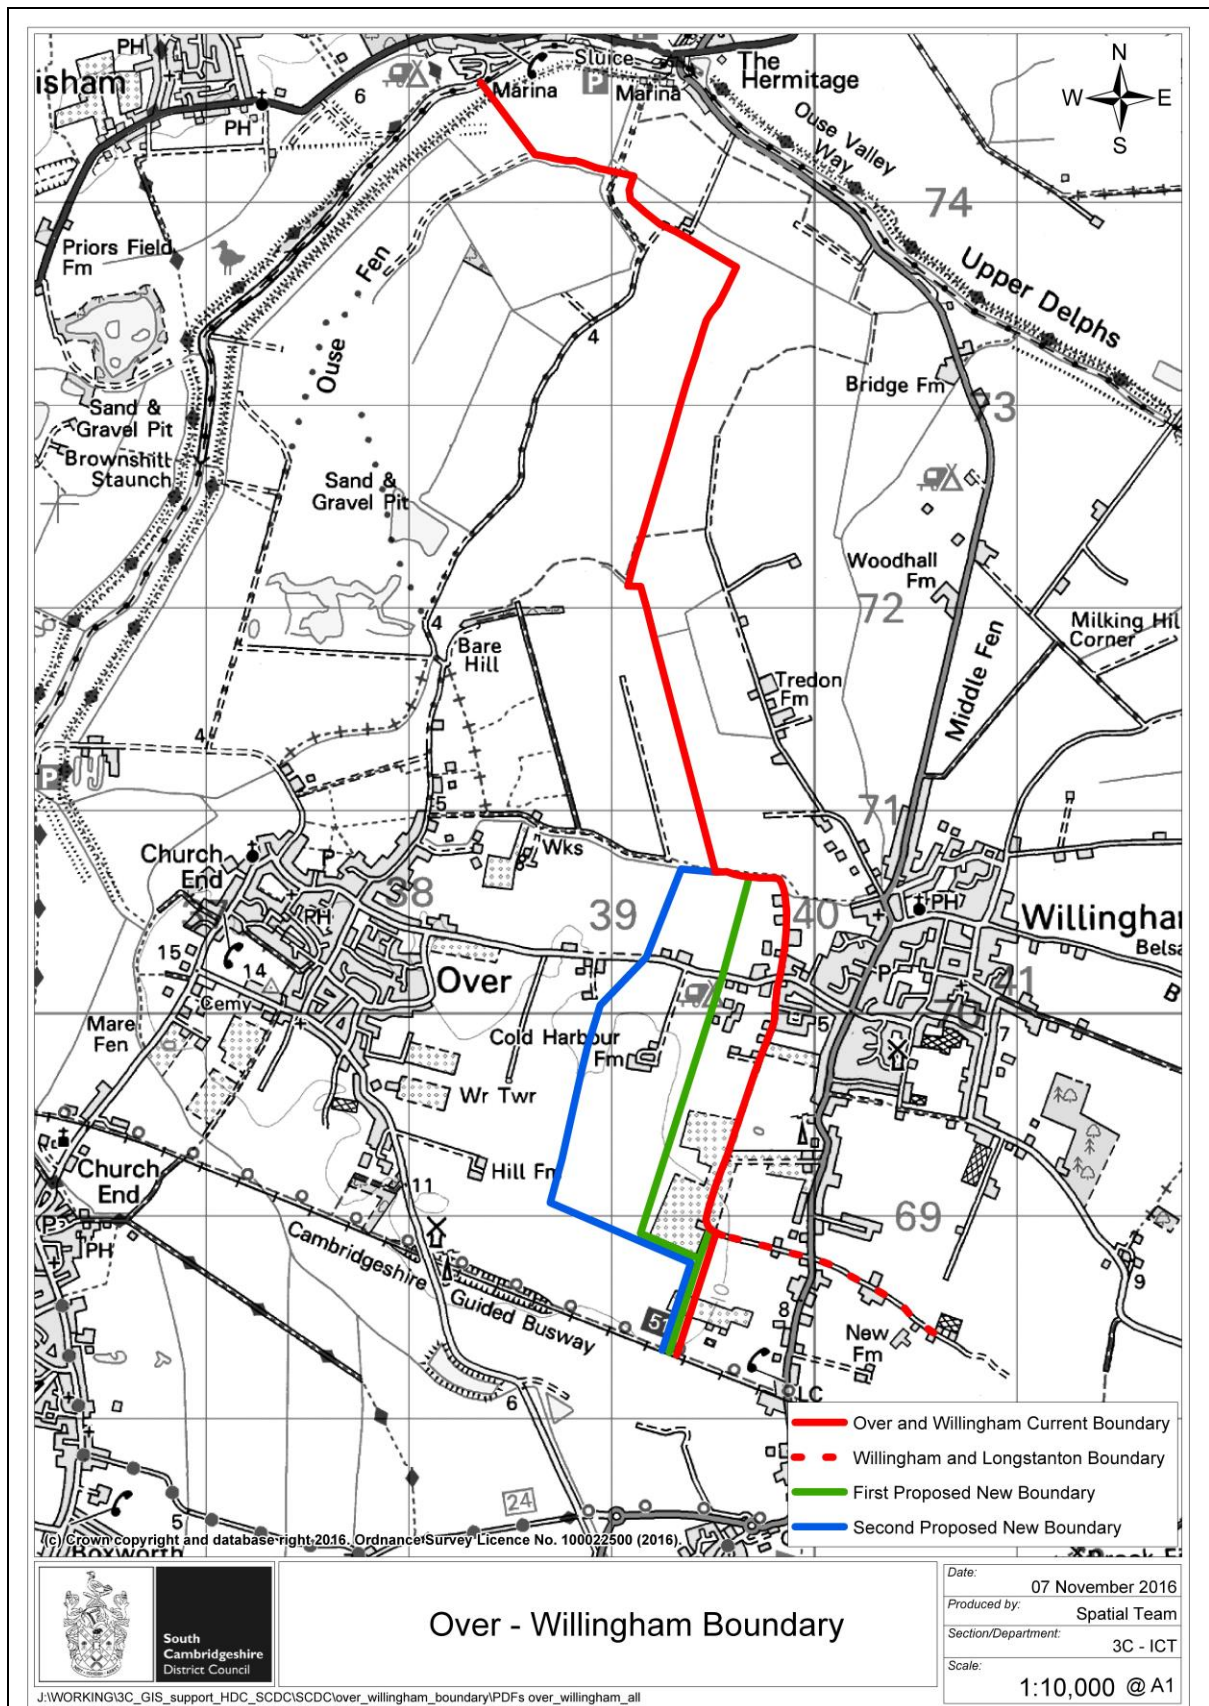 PH
isham
6
Marina
Sluice
P
Marina
The
Hermitage
N
W E
S
PH
Ouse Valley
Way
74
Priors Field
Fm
Ouse Fen
Upper Delphs
4
Bridge Fm
73
Sand &
Gravel Pit
Brownshill
Staunch
Sand &
Gravel Pit
Woodhall
Fm
72
4
Bare
Hill
Milking Hil
Corner
Middle Fen
Tredon
Fm
4
P
5
71
Wks
Church
End
P
PH
37
38
39
40
PH
Willingha
Belsa
15
14
Over
P
41
Cemy
Mare
Fen
Cold Harbour
Fm
5
70
7
Wr Twr
Church
End
Hill Fm
11
69
P
PH
Cambridgeshire
Guided Busway
51
8
9
New
Fm
LC
6
24
5
Over and Willingham Current Boundary
Willingham and Longstanton Boundary
First Proposed New Boundary
Second Proposed New Boundary
(c) Crown copyright and database right 2016. Ordnance Survey Licence No. 100022500 (2016).
Boxworth
South
Cambridgeshire
District Council
Over - Willingham Boundary
Date:
07 November 2016
Produced by:
Spatial Team
Section/Department:
3C - ICT
Scale:
1:10,000 @ A1
J:\WORKING\3C_GIS_support_HDC_SCDC\SCDC\over_willingham_boundary\PDFs over_willingham_all